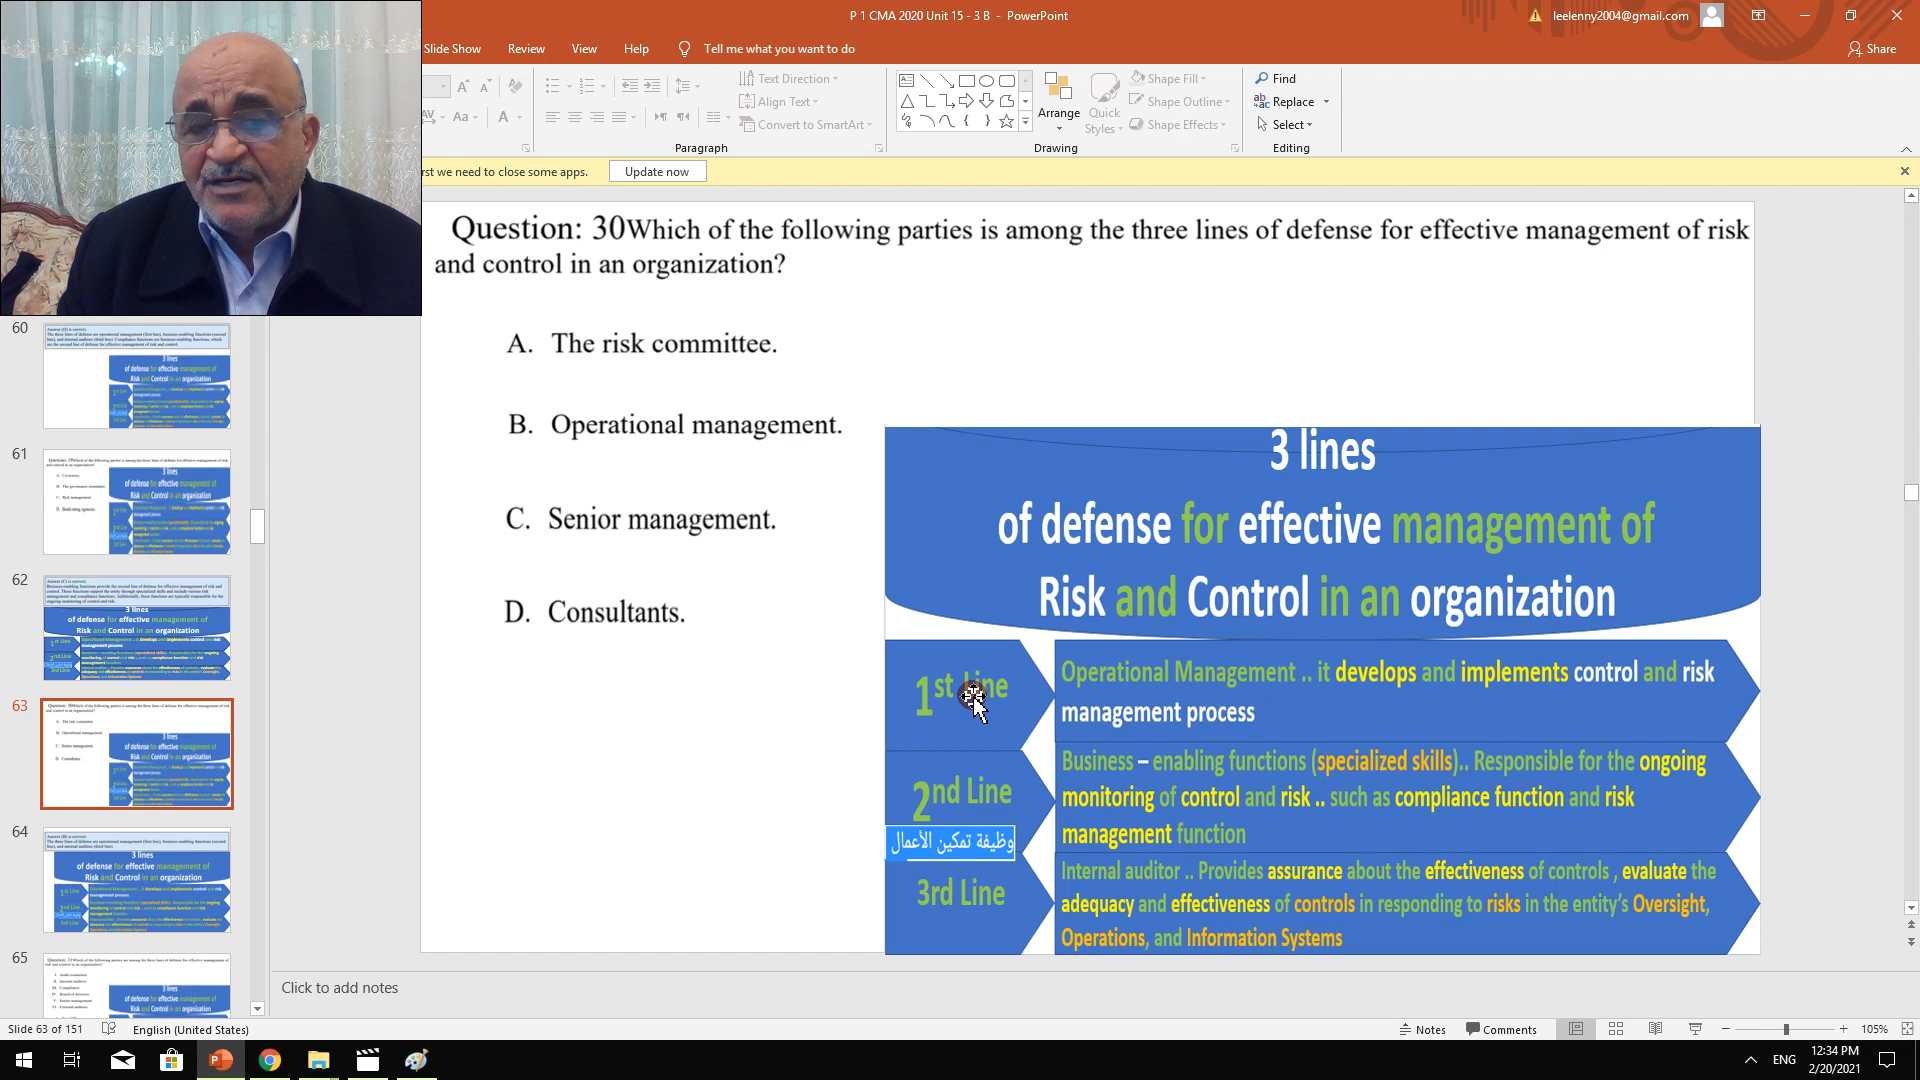 P 1 CMA 2020 Unit 15 - 3 B - PowerPoint
leelenny2004@gmail.com
Slide Show
Review
View
Help
Tell me what you want to do
Share
Text Direction
Align Text
Convert to SmartArt
Paragraph
Arrange
Quick
Styles
Shape Fill
Shape Outline
Shape Effects
Drawing
Find
Replace
Select
Editing
rst we need to close some apps.
Update now
Question: 30Which of the following parties is among the three lines of defense for effective management of risk
and control in an organization?
A. The risk committee.
B. Operational management.
C. Senior management.
D. Consultants.
3 lines
of defense for effective management of
Risk and Control in an organization
1st Line
Operational Management .. it develops and implements control and risk
management process
2nd Line
وظيفة تمكين الأعمال
Business – enabling functions (specialized skills).. Responsible for the ongoing
monitoring of control and risk .. such as compliance function and risk
management function
3rd Line
Internal auditor .. Provides assurance about the effectiveness of controls , evaluate the
adequacy and effectiveness of controls in responding to risks in the entity's Oversight,
Operations, and Information Systems
60
61
62
63
64
65
Click to add notes
Slide 63 of 151
English (United States)
Notes
Comments
105%
ENG
12:34 PM
2/20/2021